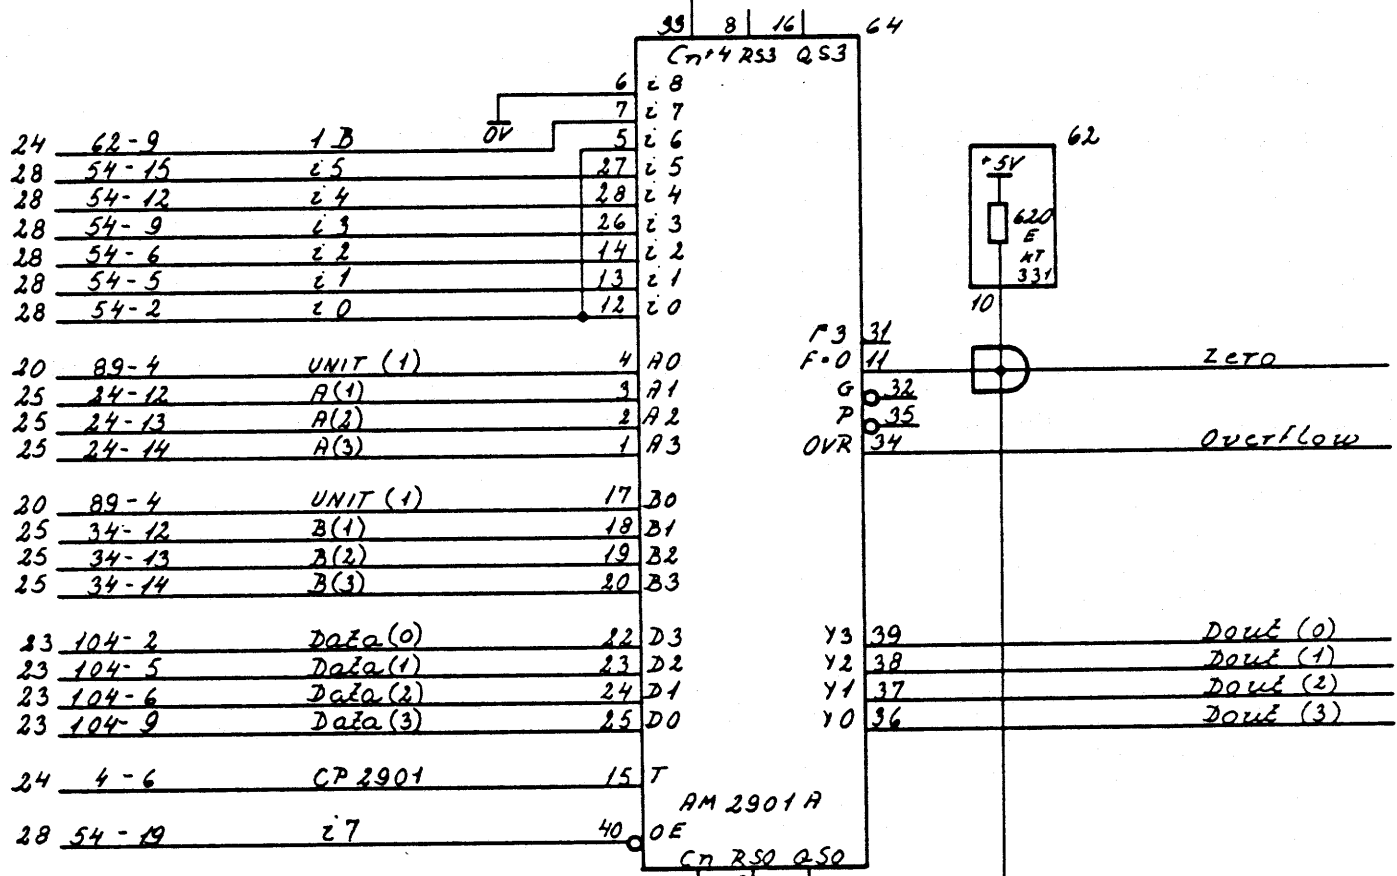 33 8 16 64
Cn+4 RS3 QS3
6 i8
7 i7
0V
24 62-9 1B 5 i6
28 54-15 i5 27 i5
28 54-12 i4 28 i4
28 54-9 i3 26 i3
28 54-6 i2 14 i2
28 54-5 i1 13 i1
28 54-2 i0 12 i0
62
+5V
620
E
AT
331
10
F3 31
20 89-4 UNIT (1) 4 A0 F=0 11 Zero
25 24-12 A(1) 3 A1 G 32
25 24-13 A(2) 2 A2 P 35
25 24-14 A(3) 1 A3 OVR 34 Overflow
20 89-4 UNIT (1) 17 B0
25 34-12 B(1) 18 B1
25 34-13 B(2) 19 B2
25 34-14 B(3) 20 B3
23 104-2 Data(0) 22 D3 Y3 39 Dout (0)
23 104-5 Data(1) 23 D2 Y2 38 Dout (1)
23 104-6 Data(2) 24 D1 Y1 37 Dout (2)
23 104-9 Data(3) 25 D0 Y0 36 Dout (3)
24 4-6 CP 2901 15 T
AM 2901A
28 54-19 i7 40 OE
Cn RS0 QS0